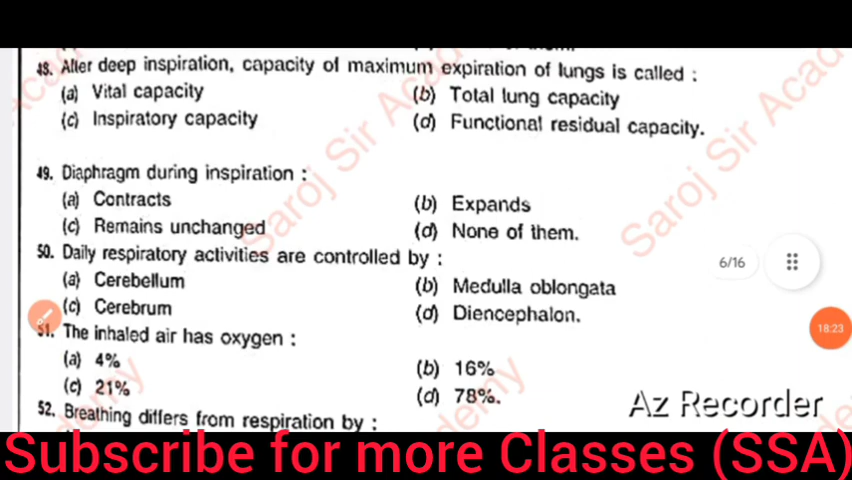 48. After deep inspiration, capacity of maximum expiration of lungs is called :
(a) Vital capacity (b) Total lung capacity
(c) Inspiratory capacity (d) Functional residual capacity.
49. Diaphragm during inspiration :
(a) Contracts (b) Expands
(c) Remains unchanged (d) None of them.
50. Daily respiratory activities are controlled by :
(a) Cerebellum (b) Medulla oblongata
(c) Cerebrum (d) Diencephalon.
51. The inhaled air has oxygen :
(a) 4% (b) 16%
(c) 21% (d) 78%.
52. Breathing differs from respiration by :
Saroj Sir Acad
Saroj Sir Acad
6/16
18:23
Az Recorder
Subscribe for more Classes (SSA)